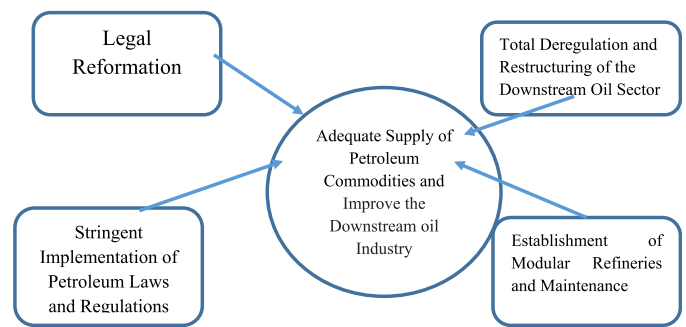 Legal
Reformation
Total Deregulation and
Restructuring of the
Downstream Oil Sector
Adequate Supply of
Petroleum
Commodities and
Improve the
Downstream oil
Industry
Stringent
Implementation of
Petroleum Laws
and Regulations
Establishment of
Modular Refineries
and Maintenance